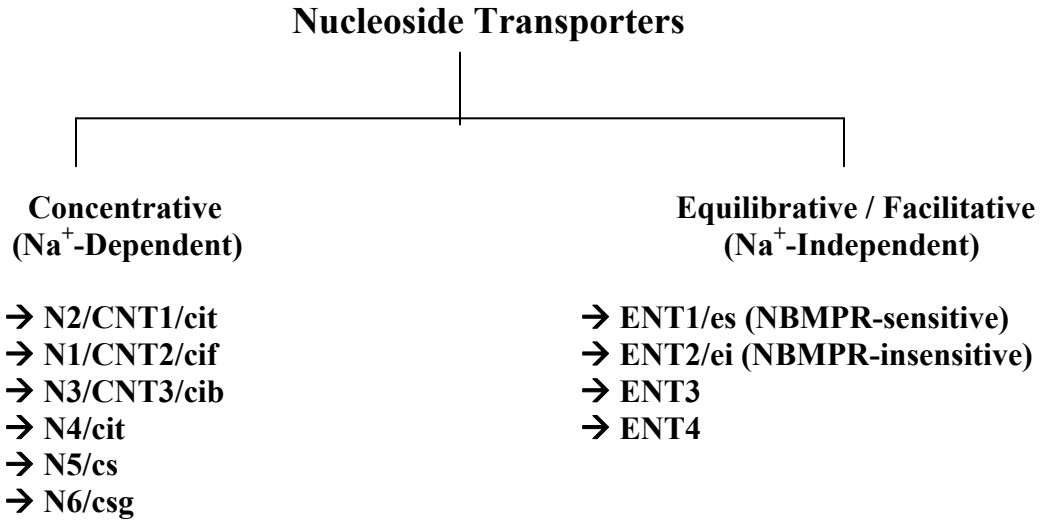 Nucleoside Transporters
Concentrative
(Na⁺-Dependent)
→ N2/CNT1/cit
→ N1/CNT2/cif
→ N3/CNT3/cib
→ N4/cit
→ N5/cs
→ N6/csg
Equilibrative / Facilitative
(Na⁺-Independent)
→ ENT1/es (NBMPR-sensitive)
→ ENT2/ei (NBMPR-insensitive)
→ ENT3
→ ENT4